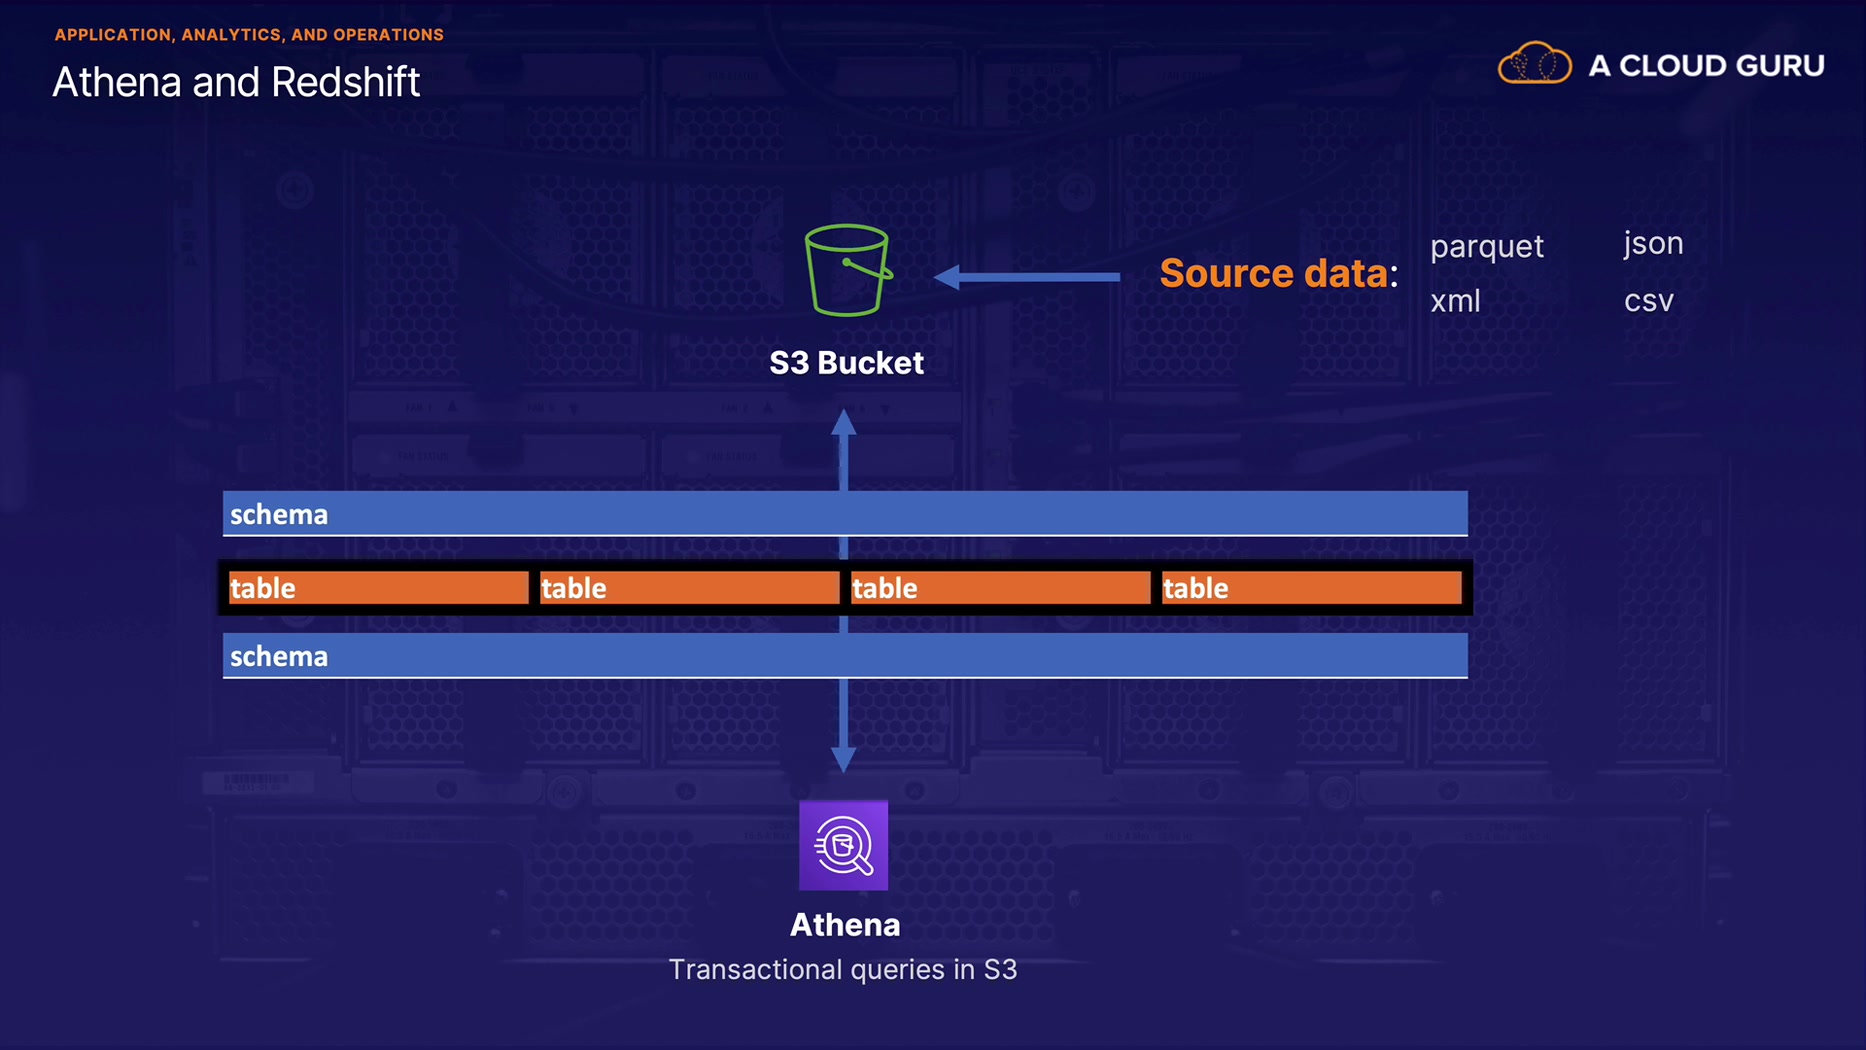 APPLICATION, ANALYTICS, AND OPERATIONS
Athena and Redshift
A CLOUD GURU
Source data:
parquet
json
xml
csv
S3 Bucket
schema
table
table
table
table
schema
Athena
Transactional queries in S3